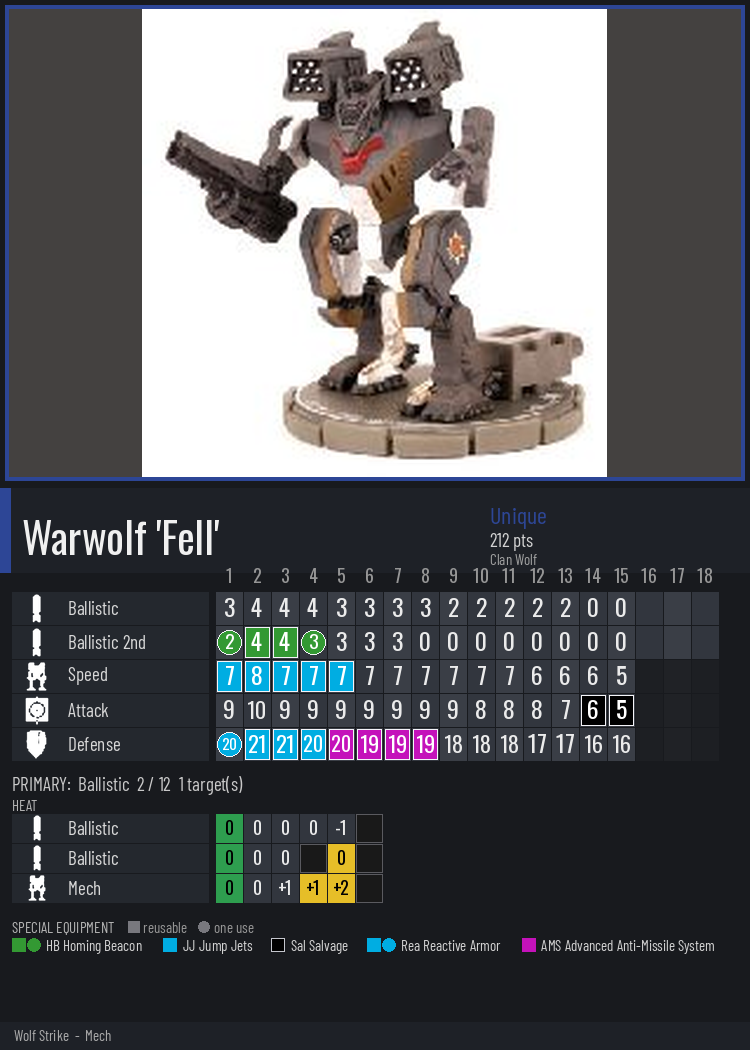 Warwolf 'Fell'
Unique
212 pts
Clan Wolf
1 2 3 4 5 6 7 8 9 10 11 12 13 14 15 16 17 18
Ballistic 3 4 4 4 3 3 3 3 2 2 2 2 2 0 0
Ballistic 2nd 2 4 4 3 3 3 3 0 0 0 0 0 0 0 0
Speed 7 8 7 7 7 7 7 7 7 7 7 6 6 6 5
Attack 9 10 9 9 9 9 9 9 9 8 8 8 7 6 5
Defense 20 21 21 20 20 19 19 19 18 18 18 17 17 16 16
PRIMARY: Ballistic 2 / 12 1 target(s)
HEAT
Ballistic 0 0 0 0 -1
Ballistic 0 0 0 0
Mech 0 0 +1 +1 +2
SPECIAL EQUIPMENT reusable one use
HB Homing Beacon JJ Jump Jets Sal Salvage Rea Reactive Armor AMS Advanced Anti-Missile System
Wolf Strike - Mech